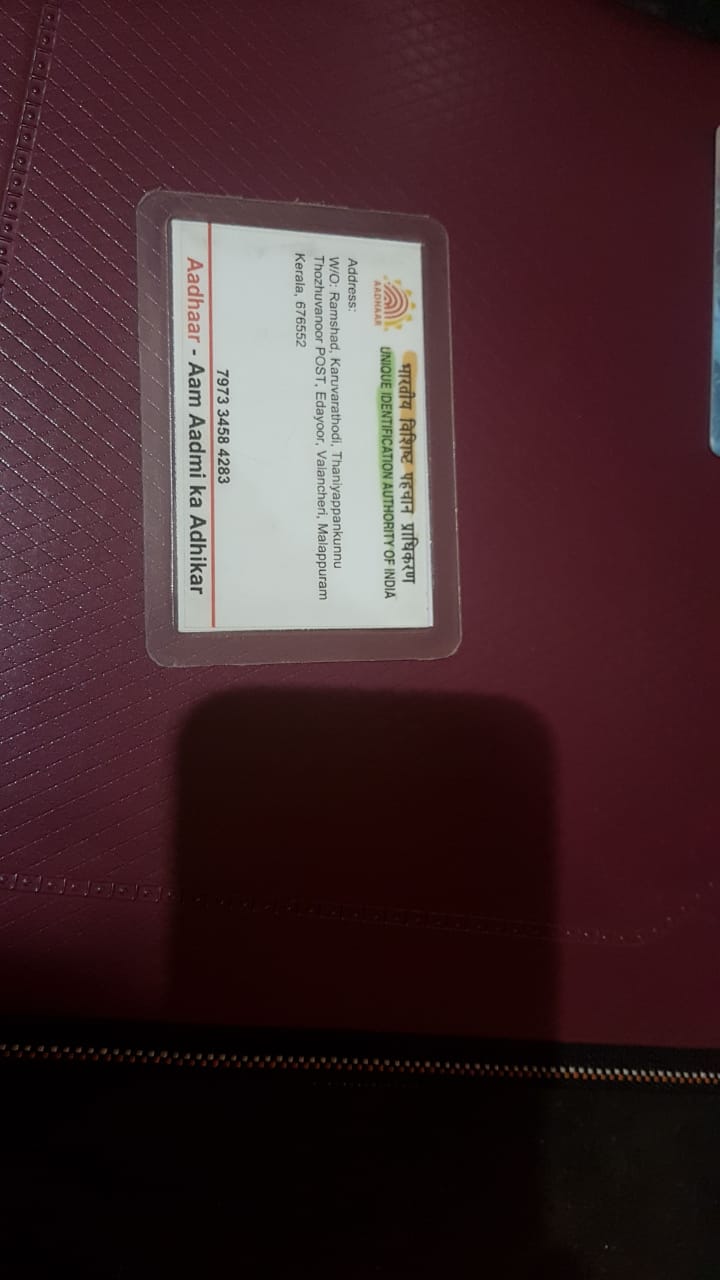 भारतीय विशिष्ट पहचान प्राधिकरण
UNIQUE IDENTIFICATION AUTHORITY OF INDIA
AADHAAR
Address:
W/O: Ramshad, Karuvarathodi, Thaniyappankunnu
Thozhuvanoor POST, Edayoor, Valancheri, Malappuram
Kerala, 676552
7973 3458 4283
Aadhaar - Aam Aadmi ka Adhikar